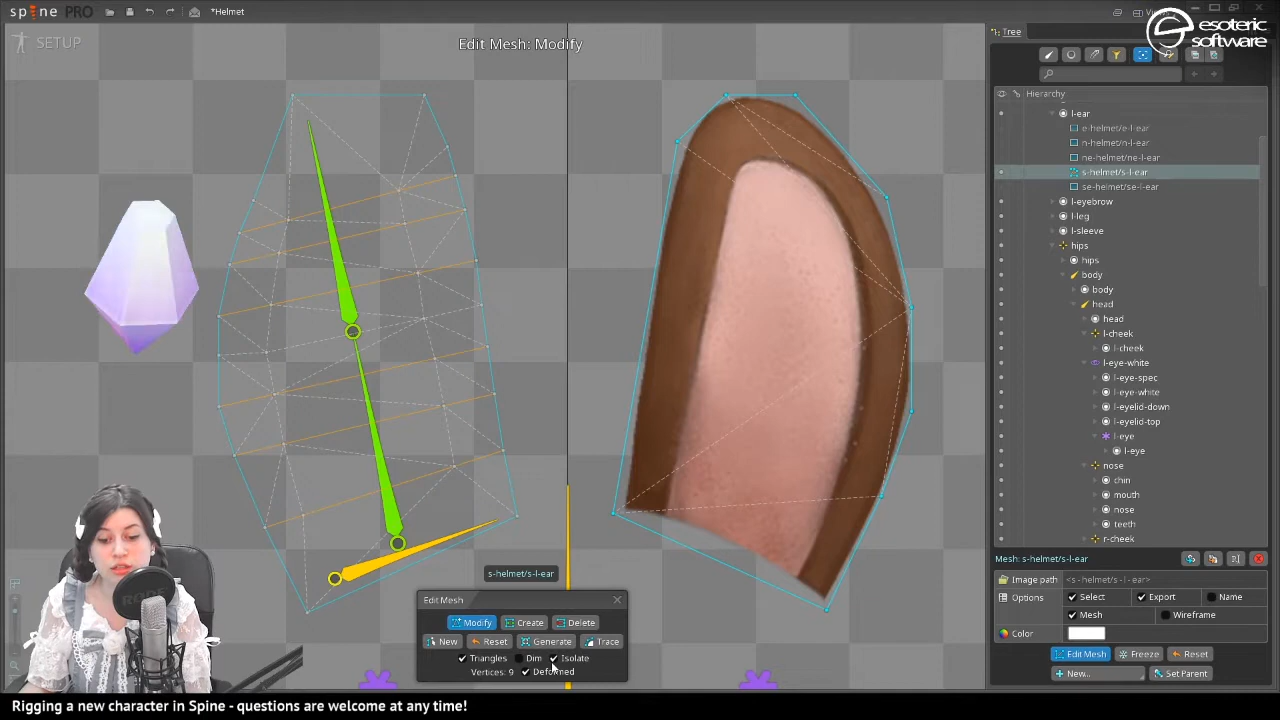 spine PRO
*Helmet
Views
esoteric
software
SETUP
Edit Mesh: Modify
Tree
Hierarchy
l-ear
e-helmet/e-l-ear
n-helmet/n-l-ear
ne-helmet/ne-l-ear
s-helmet/s-l-ear
se-helmet/se-l-ear
l-eyebrow
l-leg
l-sleeve
hips
hips
body
body
head
head
l-cheek
l-cheek
l-eye-white
l-eye-spec
l-eye-white
l-eyelid-down
l-eyelid-top
l-eye
l-eye
nose
chin
mouth
nose
teeth
r-cheek
Mesh: s-helmet/s-l-ear
Image path <s-helmet/s-l-ear>
Options Select Export Name
Mesh Wireframe
Color
Edit Mesh Freeze Reset
New... Set Parent
s-helmet/s-l-ear
Edit Mesh
Modify Create Delete
New Reset Generate Trace
Triangles Dim Isolate
Vertices: 9 Deformed
RODE
Rigging a new character in Spine - questions are welcome at any time!